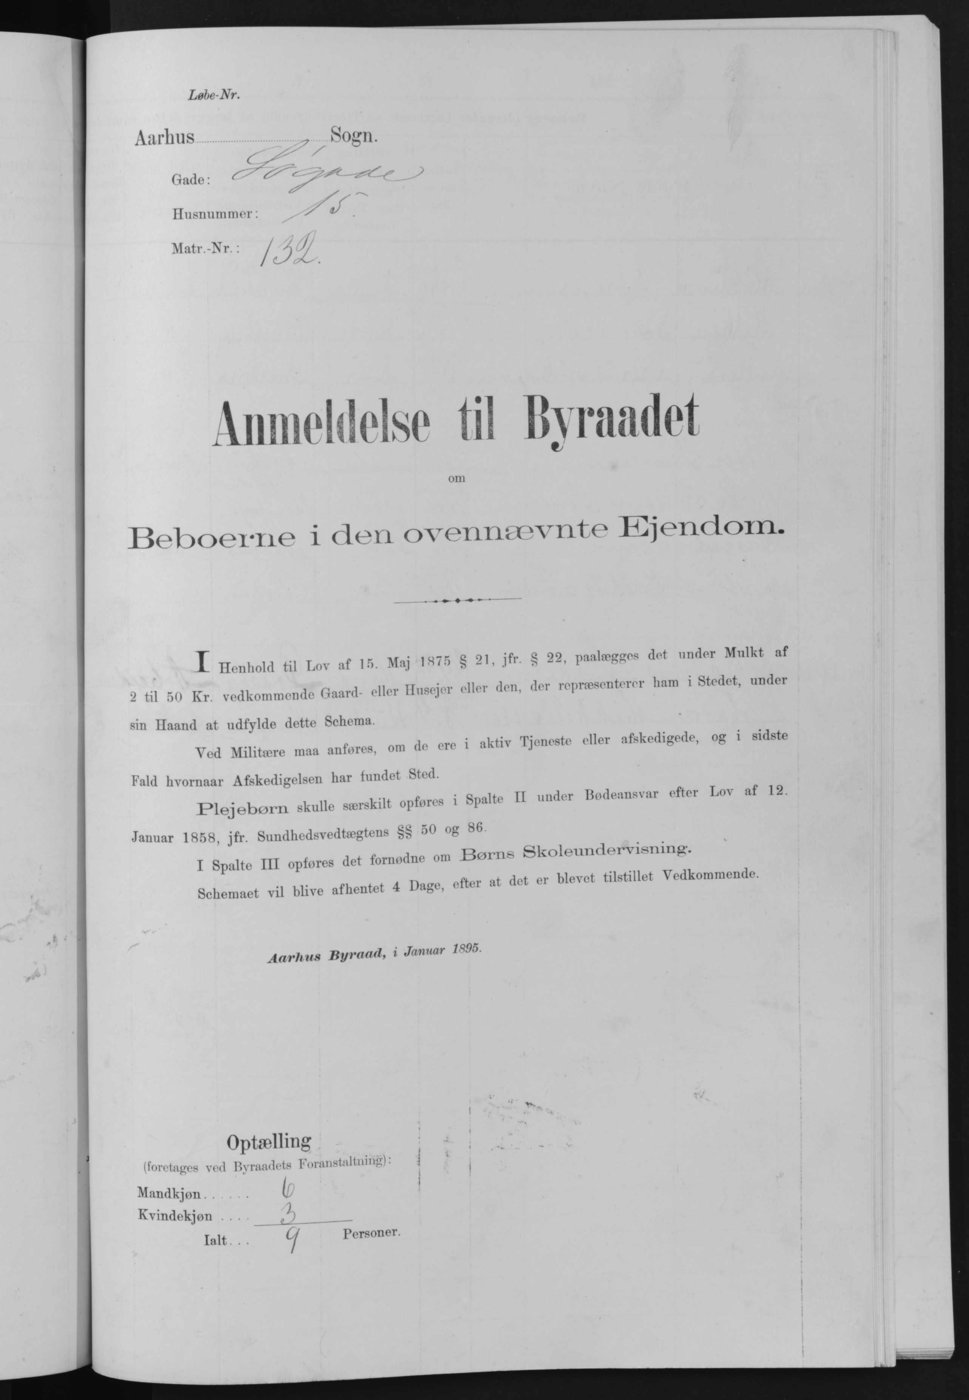 Løbe-Nr.
Aarhus Sogn.
Gade: Søgade
Husnummer: 15.
Matr.-Nr.: 132.
Anmeldelse til Byraadet
om
Beboerne i den ovennævnte Ejendom.
I Henhold til Lov af 15. Maj 1875 § 21, jfr. § 22, paalægges det under Mulkt af
2 til 50 Kr. vedkommende Gaard- eller Husejer eller den, der repræsenterer ham i Stedet, under
sin Haand at udfylde dette Schema.
Ved Militære maa anføres, om de ere i aktiv Tjeneste eller afskedigede, og i sidste
Fald hvornaar Afskedigelsen har fundet Sted.
Plejebørn skulle særskilt opføres i Spalte II under Bødeansvar efter Lov af 12.
Januar 1858, jfr. Sundhedsvedtægtens §§ 50 og 86.
I Spalte III opføres det fornødne om Børns Skoleundervisning.
Schemaet vil blive afhentet 4 Dage, efter at det er blevet tilstillet Vedkommende.
Aarhus Byraad, i Januar 1895.
Optælling
(foretages ved Byraadets Foranstaltning):
Mandkjøn...... 6
Kvindekjøn .... 3
Ialt... 9 Personer.